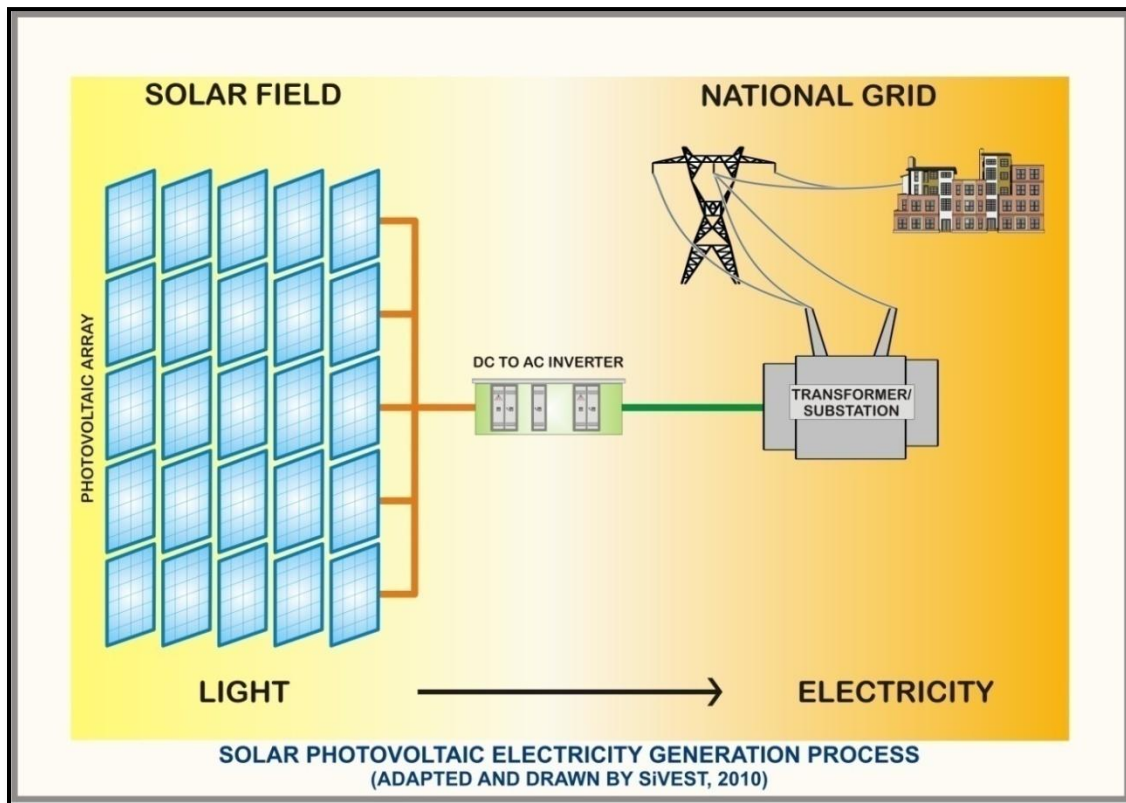 SOLAR FIELD
NATIONAL GRID
PHOTOVOLTAIC ARRAY
DC TO AC INVERTER
TRANSFORMER/
SUBSTATION
LIGHT
ELECTRICITY
SOLAR PHOTOVOLTAIC ELECTRICITY GENERATION PROCESS
(ADAPTED AND DRAWN BY SiVEST, 2010)